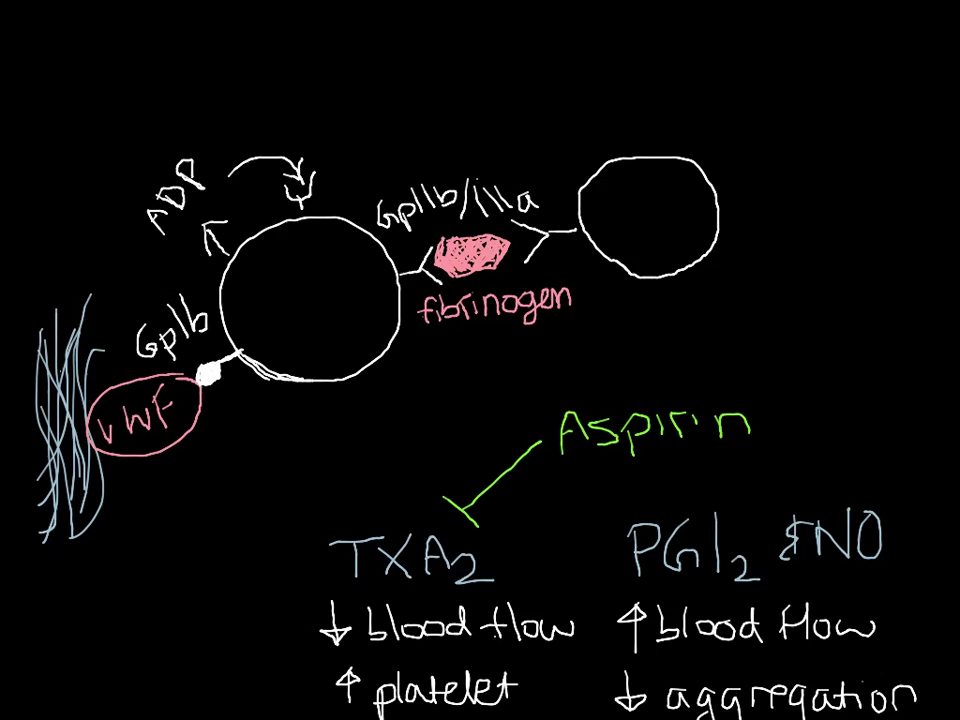 ADP
GpIIb/IIIa
fibrinogen
GpIb
vWF
Aspirin
TXA2
↓ blood flow
↑ platelet
PGI2 & NO
↑ blood flow
↓ aggregation